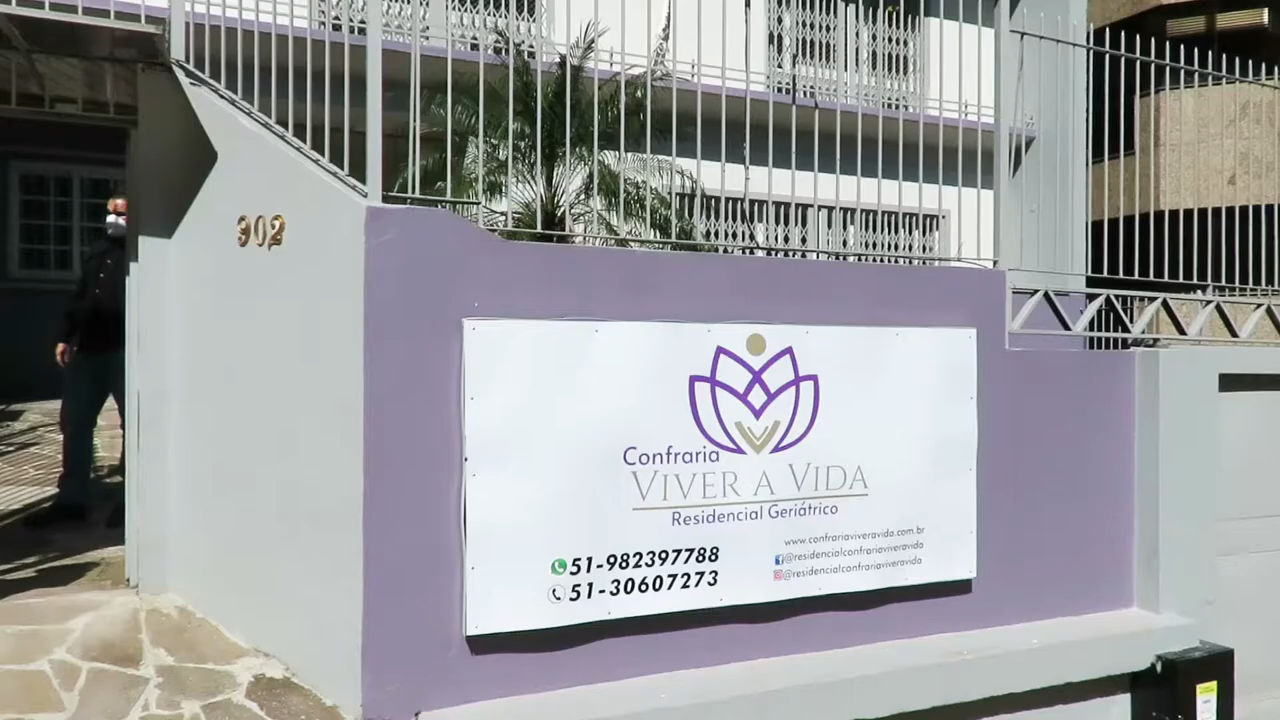 902
Confraria
VIVER A VIDA
Residencial Geriátrico
51-982397788
51-30607273
www.confrariaviveravida.com.br
@residencialconfrariaviveravida
@residencialconfrariaviveravida